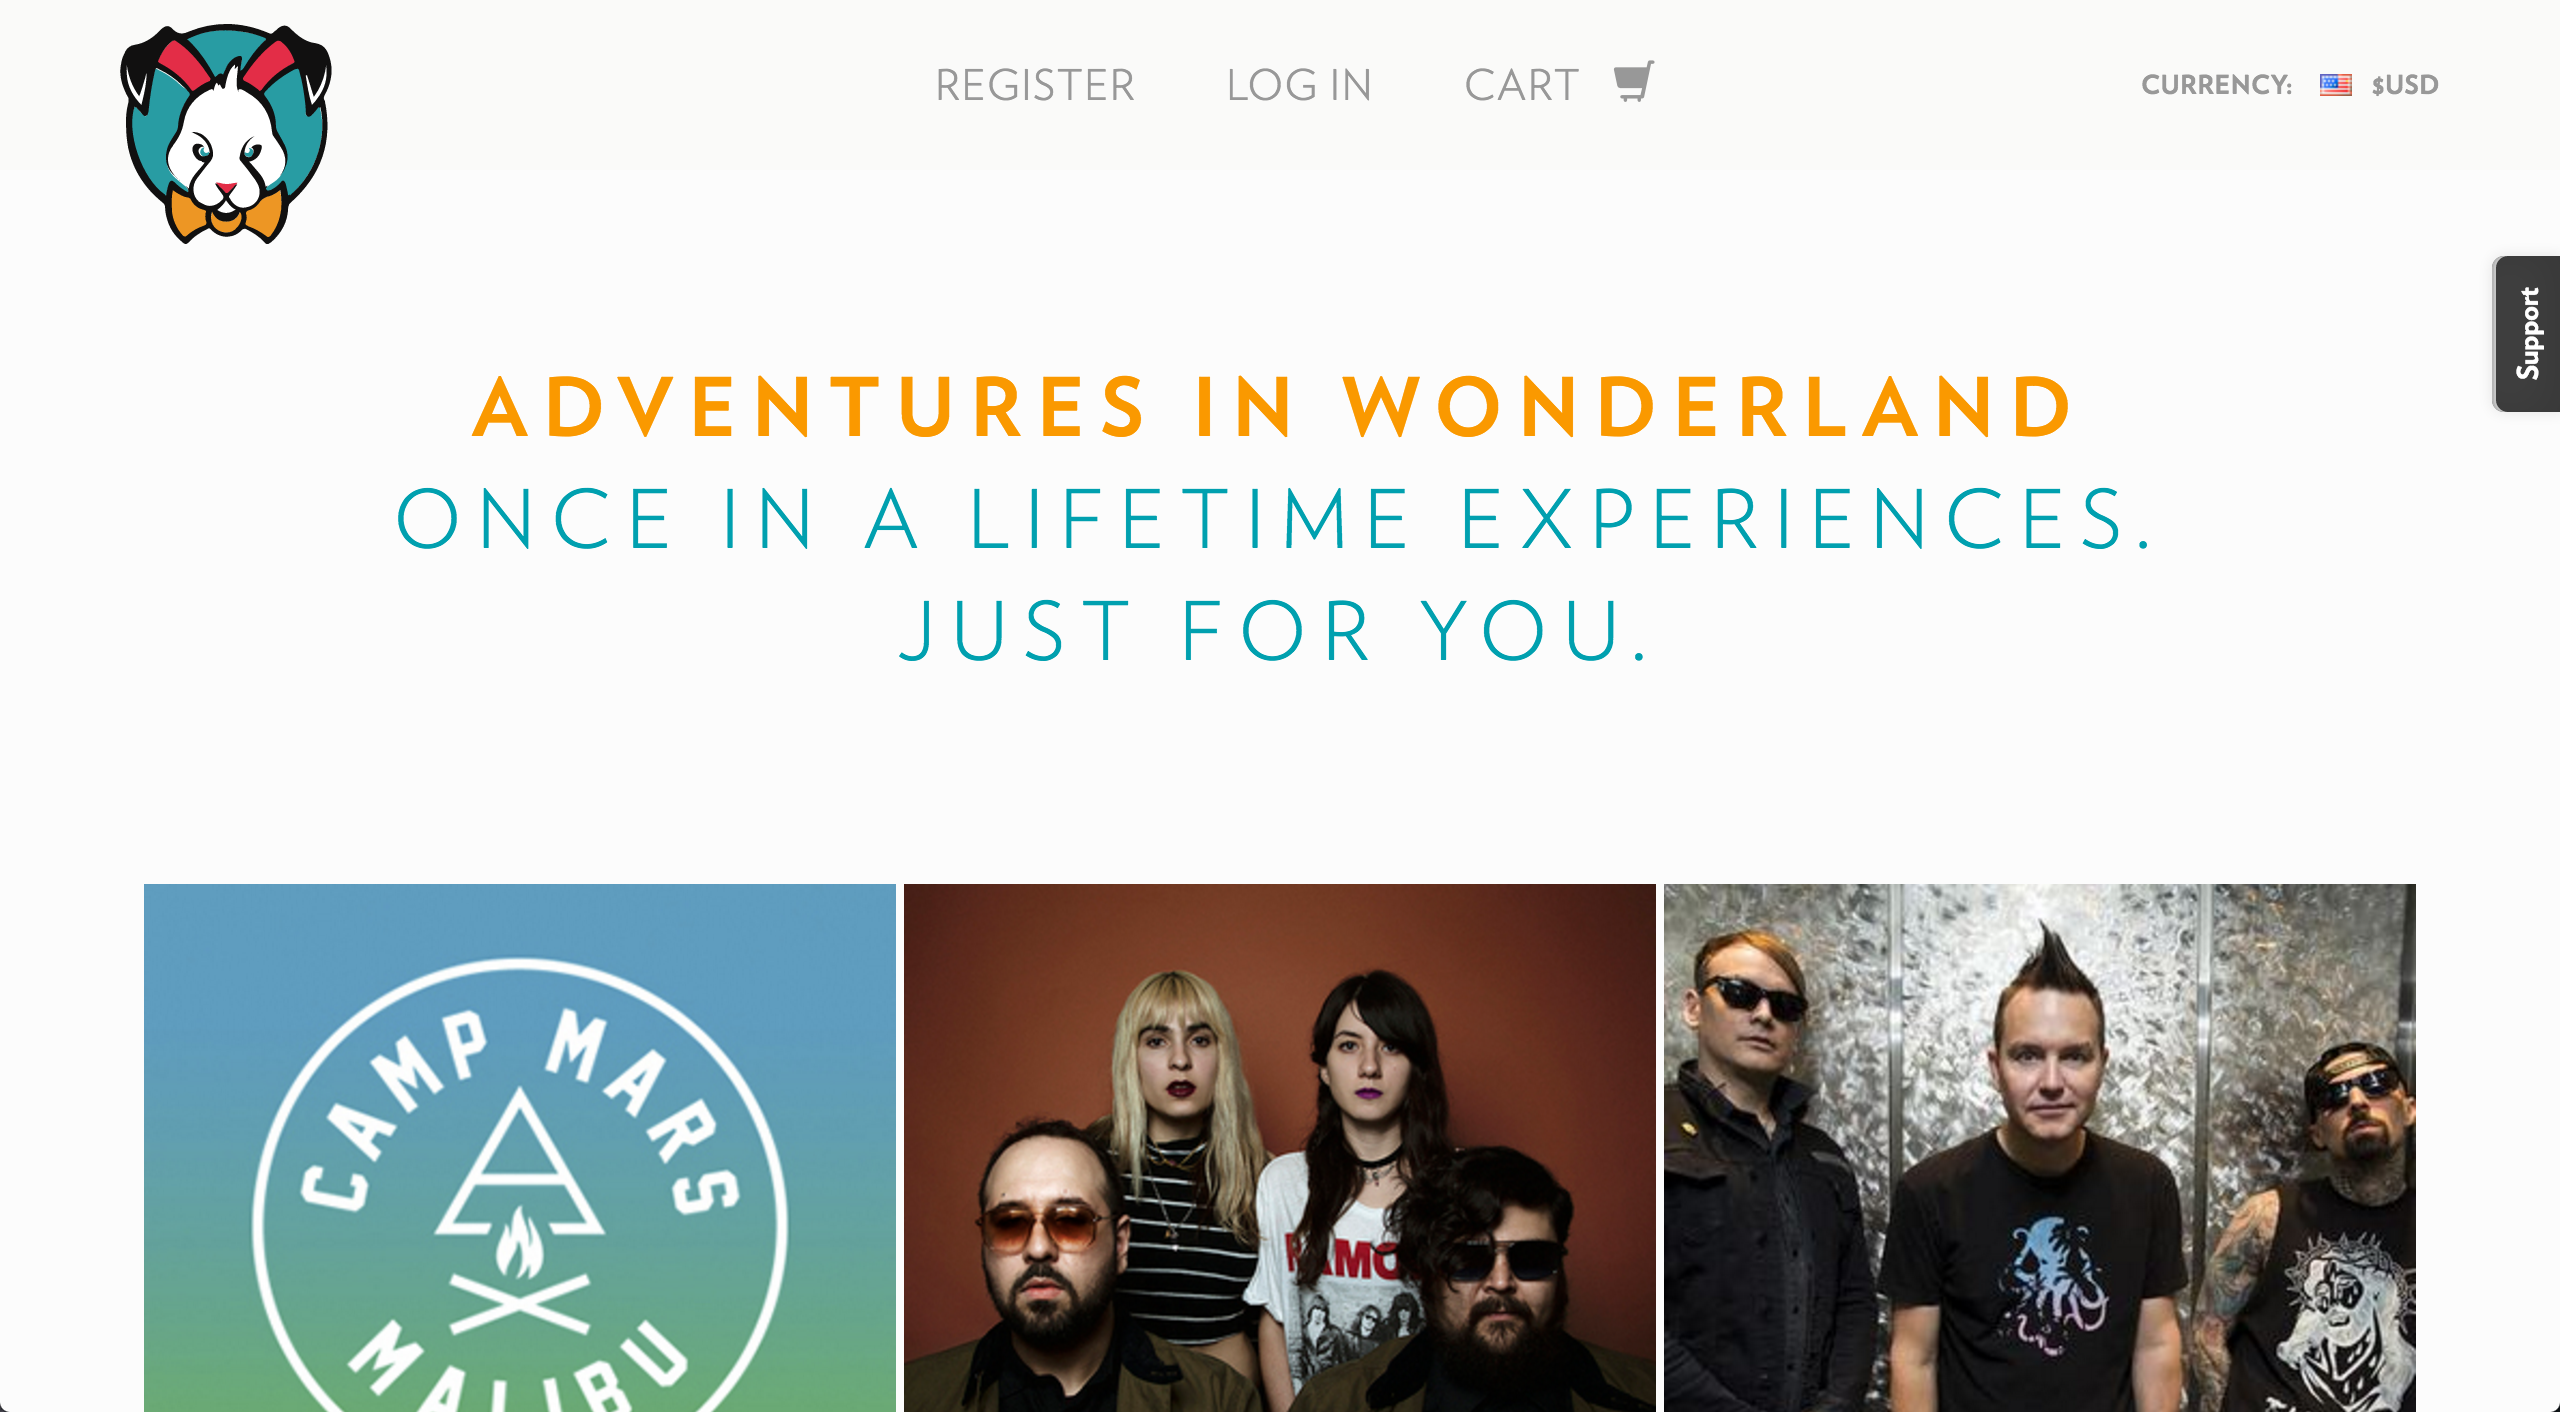 REGISTER
LOG IN
CART
CURRENCY: $USD
Support
ADVENTURES IN WONDERLAND
ONCE IN A LIFETIME EXPERIENCES.
JUST FOR YOU.
CAMP MARS
MALIBU